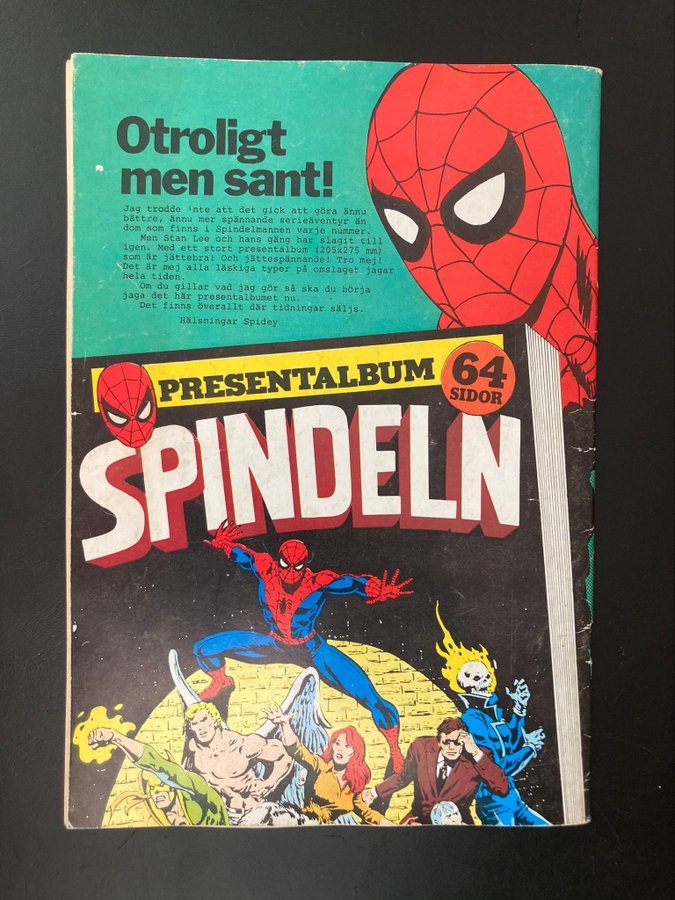 Otroligt
men sant!
Jag trodde inte att det gick att göra ännu
bättre, ännu mer spännande serieäventyr än
dom som finns i Spindelmannen varje nummer.
Men Stan Lee och hans gäng har slagit till
igen. Med ett stort presentalbum (205x275 mm)
som är jättebra! Och jättespännande! Tro mej!
Det är mej alla läskiga typer på omslaget jagar
hela tiden.
Om du gillar vad jag gör så ska du börja
jaga det här presentalbumet nu.
Det finns överallt där tidningar säljs.
Hälsningar Spidey
PRESENTALBUM
64
SIDOR
SPINDELN